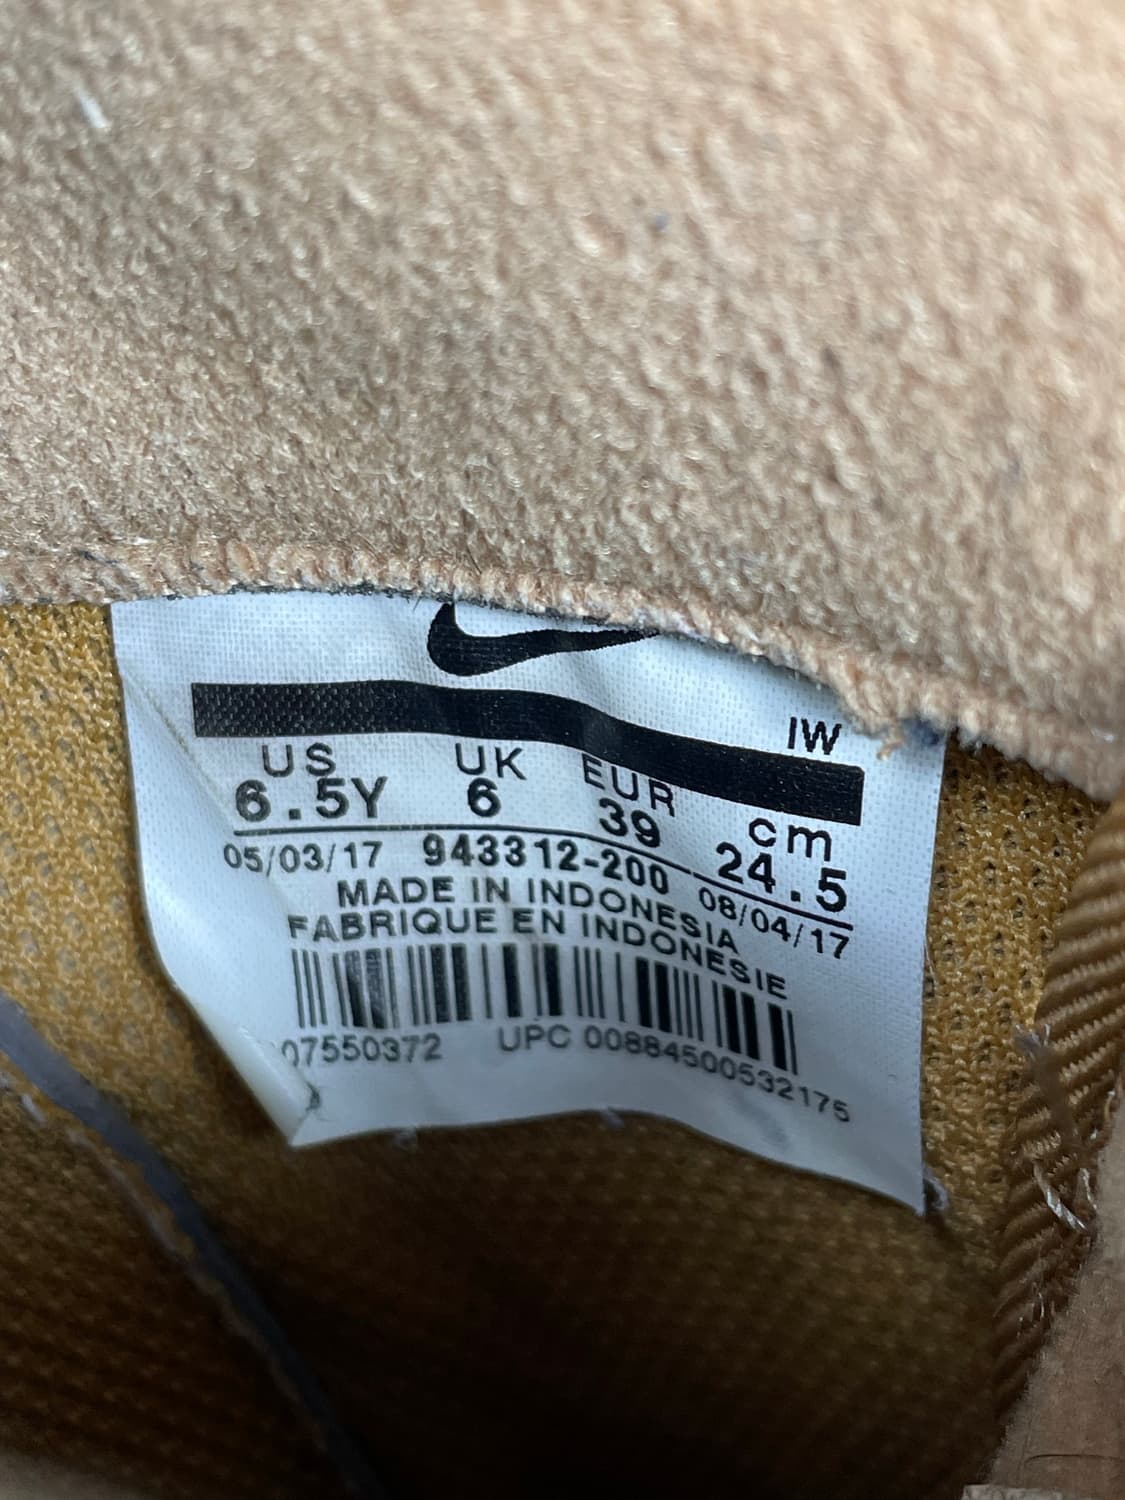 IW
US UK EUR cm
6.5Y 6 39 24.5
05/03/17 943312-200 08/04/17
MADE IN INDONESIA
FABRIQUE EN INDONESIE
07550372 UPC 00884500532175